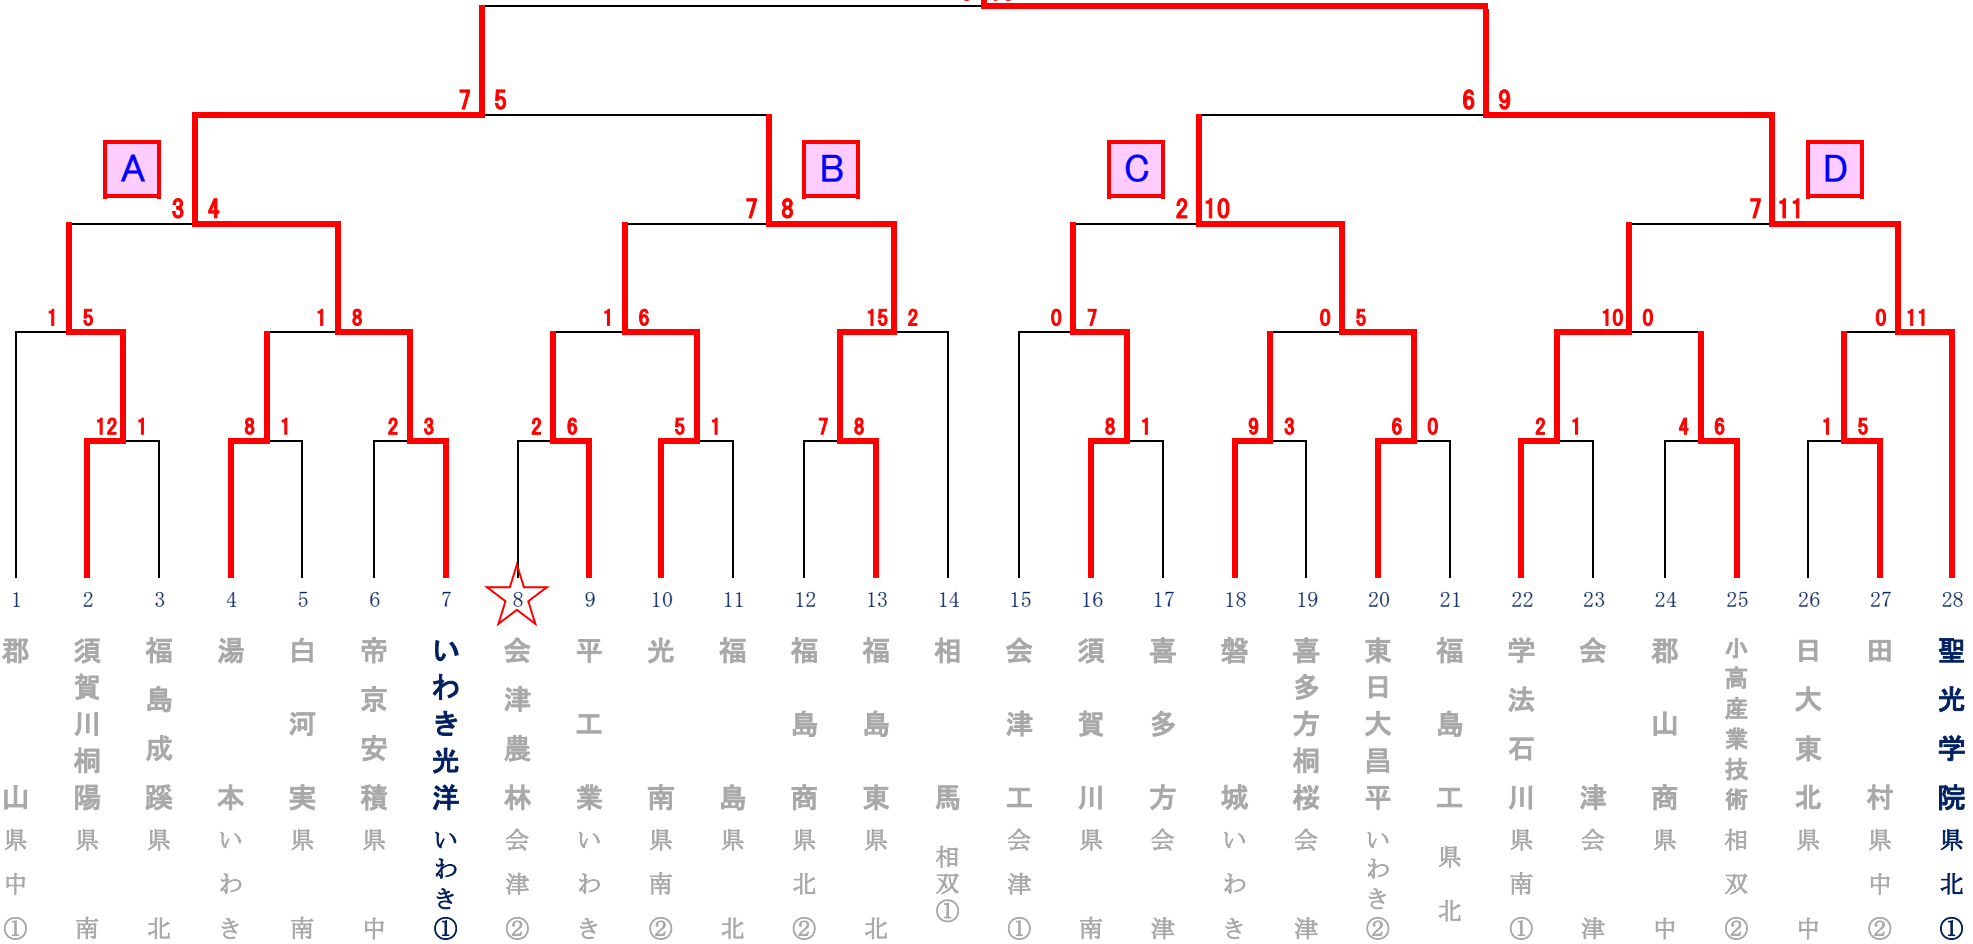 7 5
6 9
A
B
C
D
3 4
7 8
2 10
7 11
1 5
1 8
1 6
15 2
0 7
0 5
10 0
0 11
12 1
8 1
2 3
2 6
5 1
7 8
8 1
9 3
6 0
2 1
4 6
1 5
1 2 3 4 5 6 7 8 9 10 11 12 13 14 15 16 17 18 19 20 21 22 23 24 25 26 27 28
郡山
須賀川桐陽
福島成蹊
湯本
白河実
帝京安積
いわき光洋
会津農林
平工業
光南
福島
福島商
福島東
相馬
会津工
須賀川
喜多方
磐城
喜多方桐桜
東日大昌平
福島工
学法石川
会津
郡山商
小高産業技術
日大東北
田村
聖光学院
県中①
県南
県北
いわき
県南
県中
いわき①
会津②
いわき
県南②
県北
県北②
県北
相双①
会津①
県南
会津
いわき
会津
いわき②
県北
県南①
会津
県中
相双②
県中
県中②
県北①